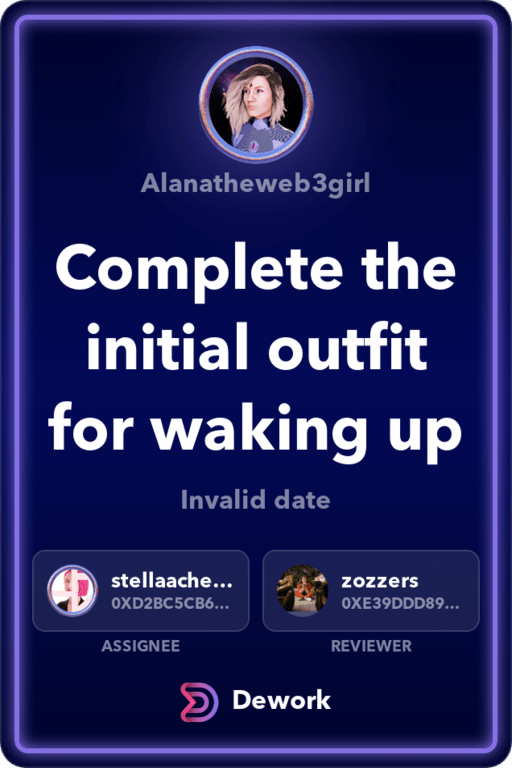 Alanatheweb3girl
Complete the
initial outfit
for waking up
Invalid date
stellaache...
0XD2BC5CB6...
zozzers
0XE39DDD89...
ASSIGNEE
REVIEWER
Dework